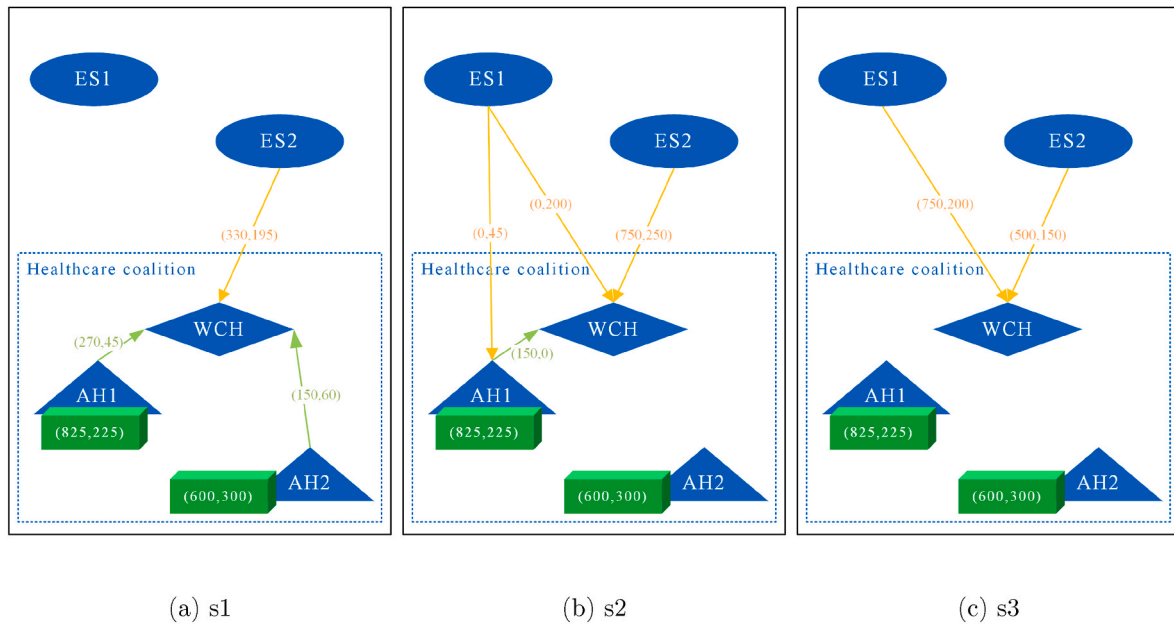 ES1
ES2
(330,195)
Healthcare coalition
WCH
(270,45)
AH1
(150,60)
(825,225)
AH2
(600,300)
(a) s1
ES1
ES2
(0,200)
(0,45)
(750,250)
Healthcare coalition
WCH
(150,0)
AH1
(825,225)
AH2
(600,300)
(b) s2
ES1
ES2
(750,200)
(500,150)
Healthcare coalition
WCH
AH1
(825,225)
AH2
(600,300)
(c) s3